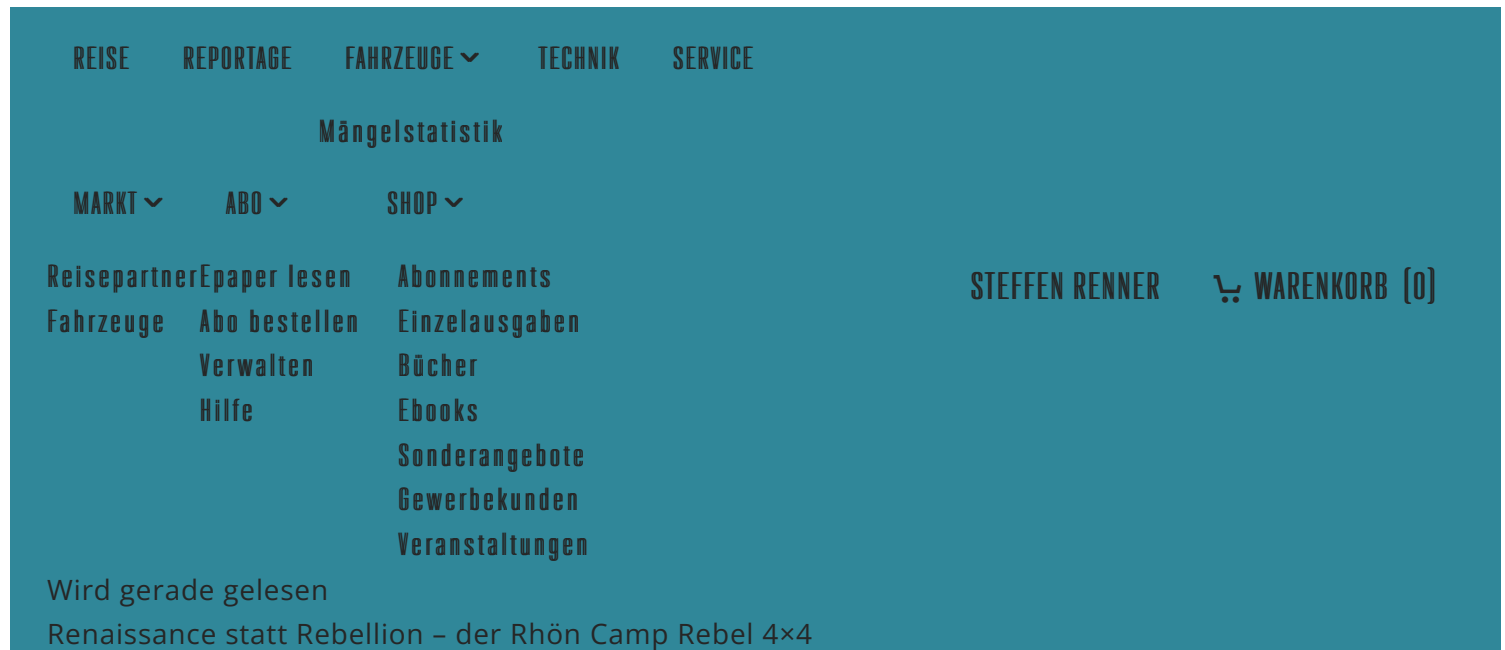 REISE REPORTAGE FAHRZEUGE TECHNIK SERVICE
Mängelstatistik
MARKT ABO SHOP
Reisepartner Epaper lesen Abonnements
STEFFEN RENNER WARENKORB (0)
Fahrzeuge Abo bestellen Einzelausgaben
Verwalten Bücher
Hilfe Ebooks
Sonderangebote
Gewerbekunden
Veranstaltungen
Wird gerade gelesen
Renaissance statt Rebellion – der Rhön Camp Rebel 4×4